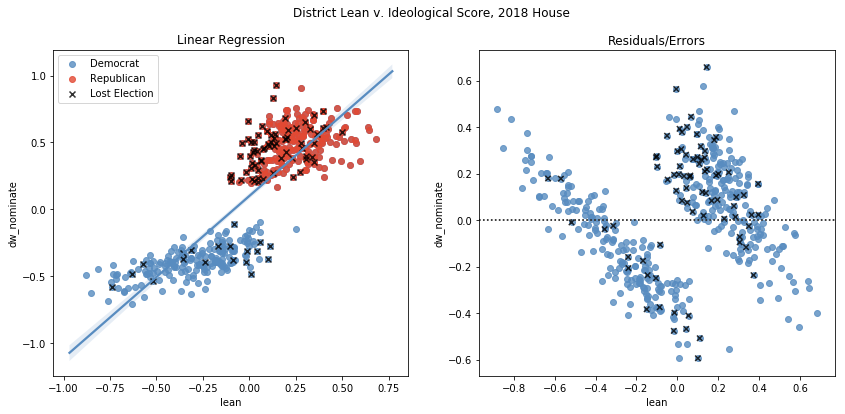 District Lean v. Ideological Score, 2018 House
Linear Regression
Democrat
Republican
Lost Election
1.0
0.5
0.0
−0.5
−1.0
dw_nominate
−1.00 −0.75 −0.50 −0.25 0.00 0.25 0.50 0.75
lean
Residuals/Errors
0.6
0.4
0.2
0.0
−0.2
−0.4
−0.6
dw_nominate
−0.8 −0.6 −0.4 −0.2 0.0 0.2 0.4 0.6
lean